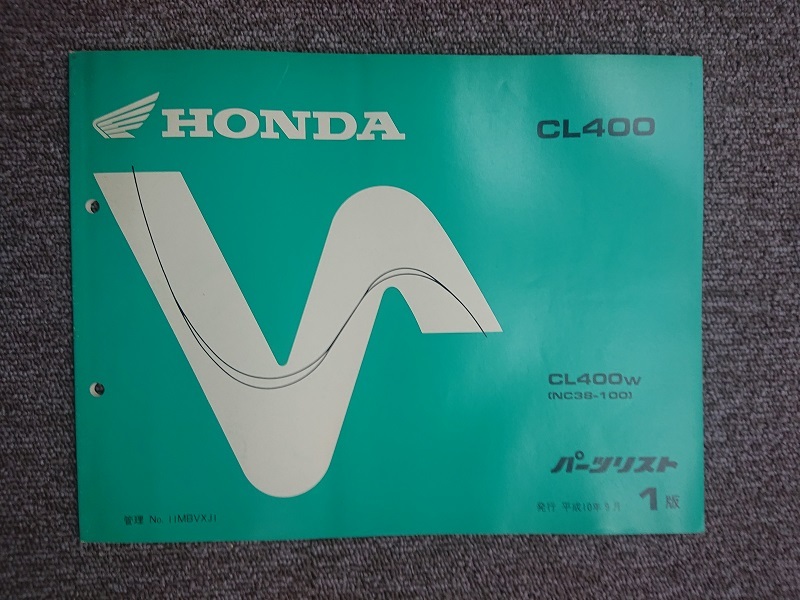 HONDA
CL400
CL400W
(NC38-100)
パーツリスト
管理 No. 11MBVXJ1
発行 平成10年 月 1版